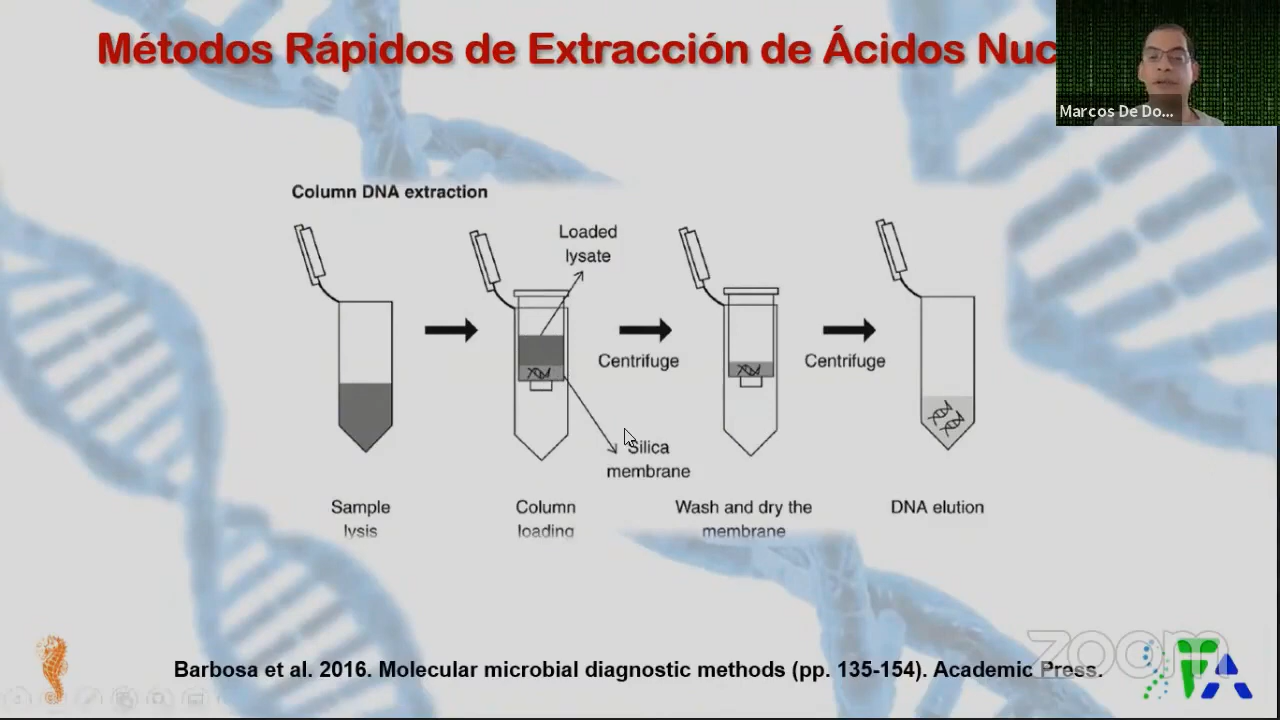 Métodos Rápidos de Extracción de Ácidos Nuc
Marcos De Do...
Column DNA extraction
Loaded
lysate
Centrifuge
Centrifuge
Silica
membrane
Sample
lysis
Column
loading
Wash and dry the
membrane
DNA elution
Barbosa et al. 2016. Molecular microbial diagnostic methods (pp. 135-154). Academic Press.
zoom
TA